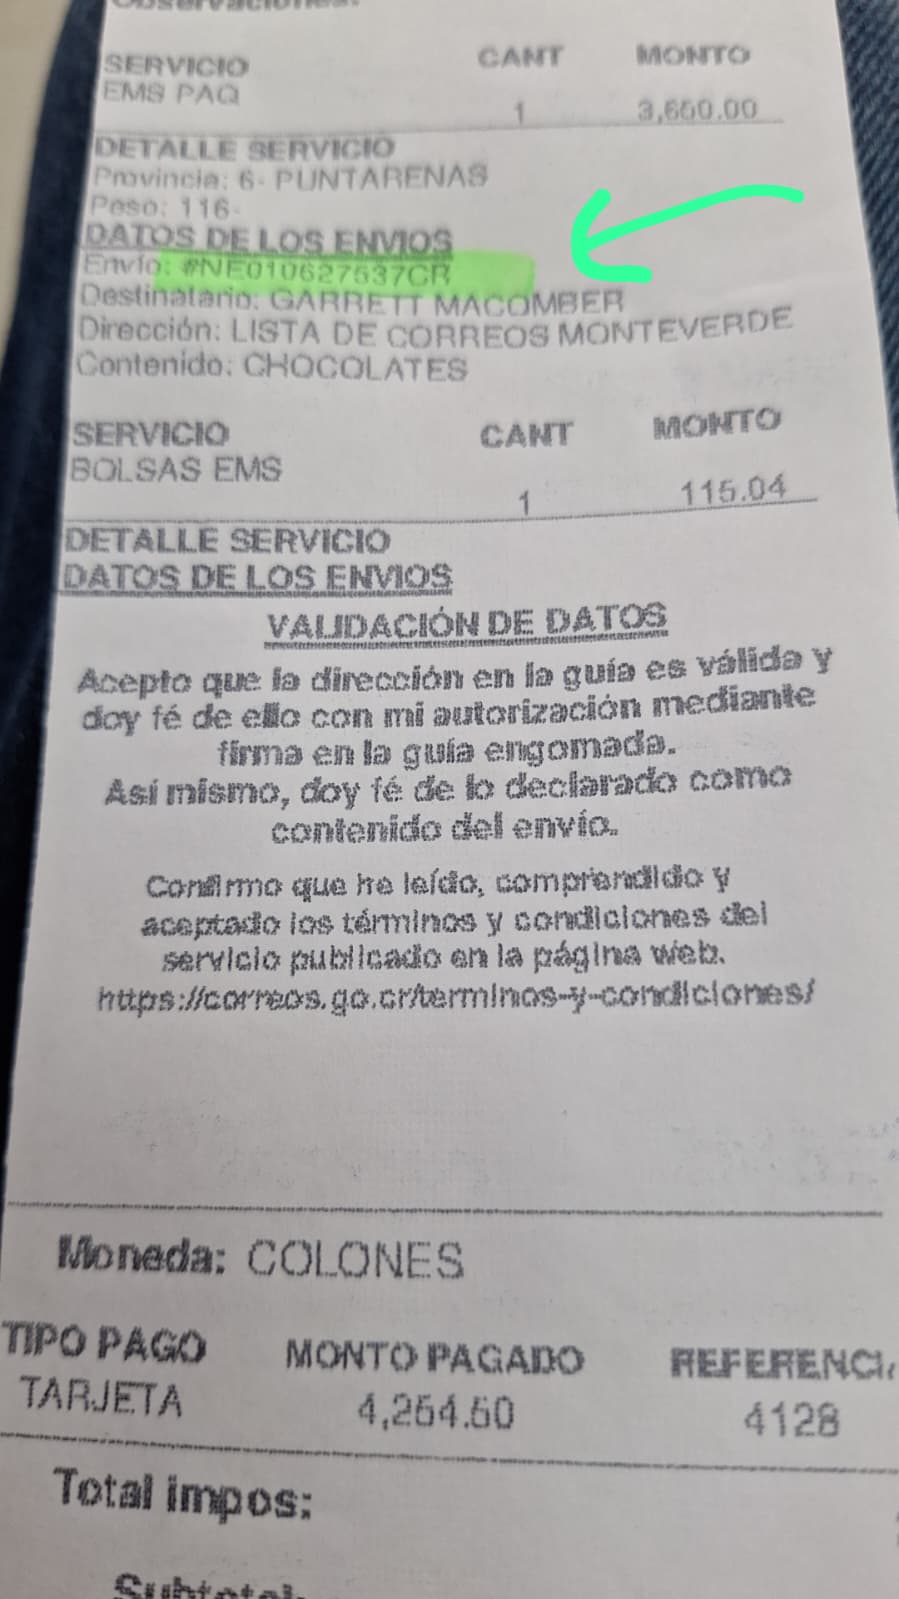 Observaciones:
SERVICIO CANT MONTO
EMS PAQ
1 3,650.00
DETALLE SERVICIO
Provincia: 6- PUNTARENAS
Peso: 116-
DATOS DE LOS ENVIOS
Envío: #NE010627537CR
Destinatario: GARRETT MACOMBER
Dirección: LISTA DE CORREOS MONTEVERDE
Contenido: CHOCOLATES
SERVICIO CANT MONTO
BOLSAS EMS
1 115.04
DETALLE SERVICIO
DATOS DE LOS ENVIOS
VALIDACIÓN DE DATOS
Acepto que la dirección en la guía es válida y
doy fé de ello con mi autorización mediante
firma en la guía engomada.
Así mismo, doy fé de lo declarado como
contenido del envío.
Confirmo que he leído, comprendido y
aceptado los términos y condiciones del
servicio publicado en la página web.
https://correos.go.cr/terminos-y-condiciones/
Moneda: COLONES
TIPO PAGO MONTO PAGADO
TARJETA 4,254.50 4128
Total impos: